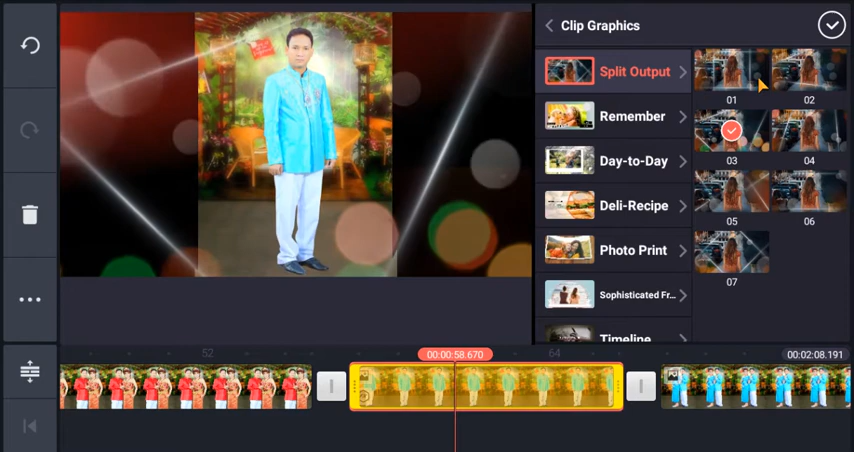 Clip Graphics
Split Output
01
02
Remember
03
04
Day-to-Day
05
06
Deli-Recipe
Photo Print
07
Sophisticated Fr...
Timeline
52
00:00:58.670
64
00:02:08.191